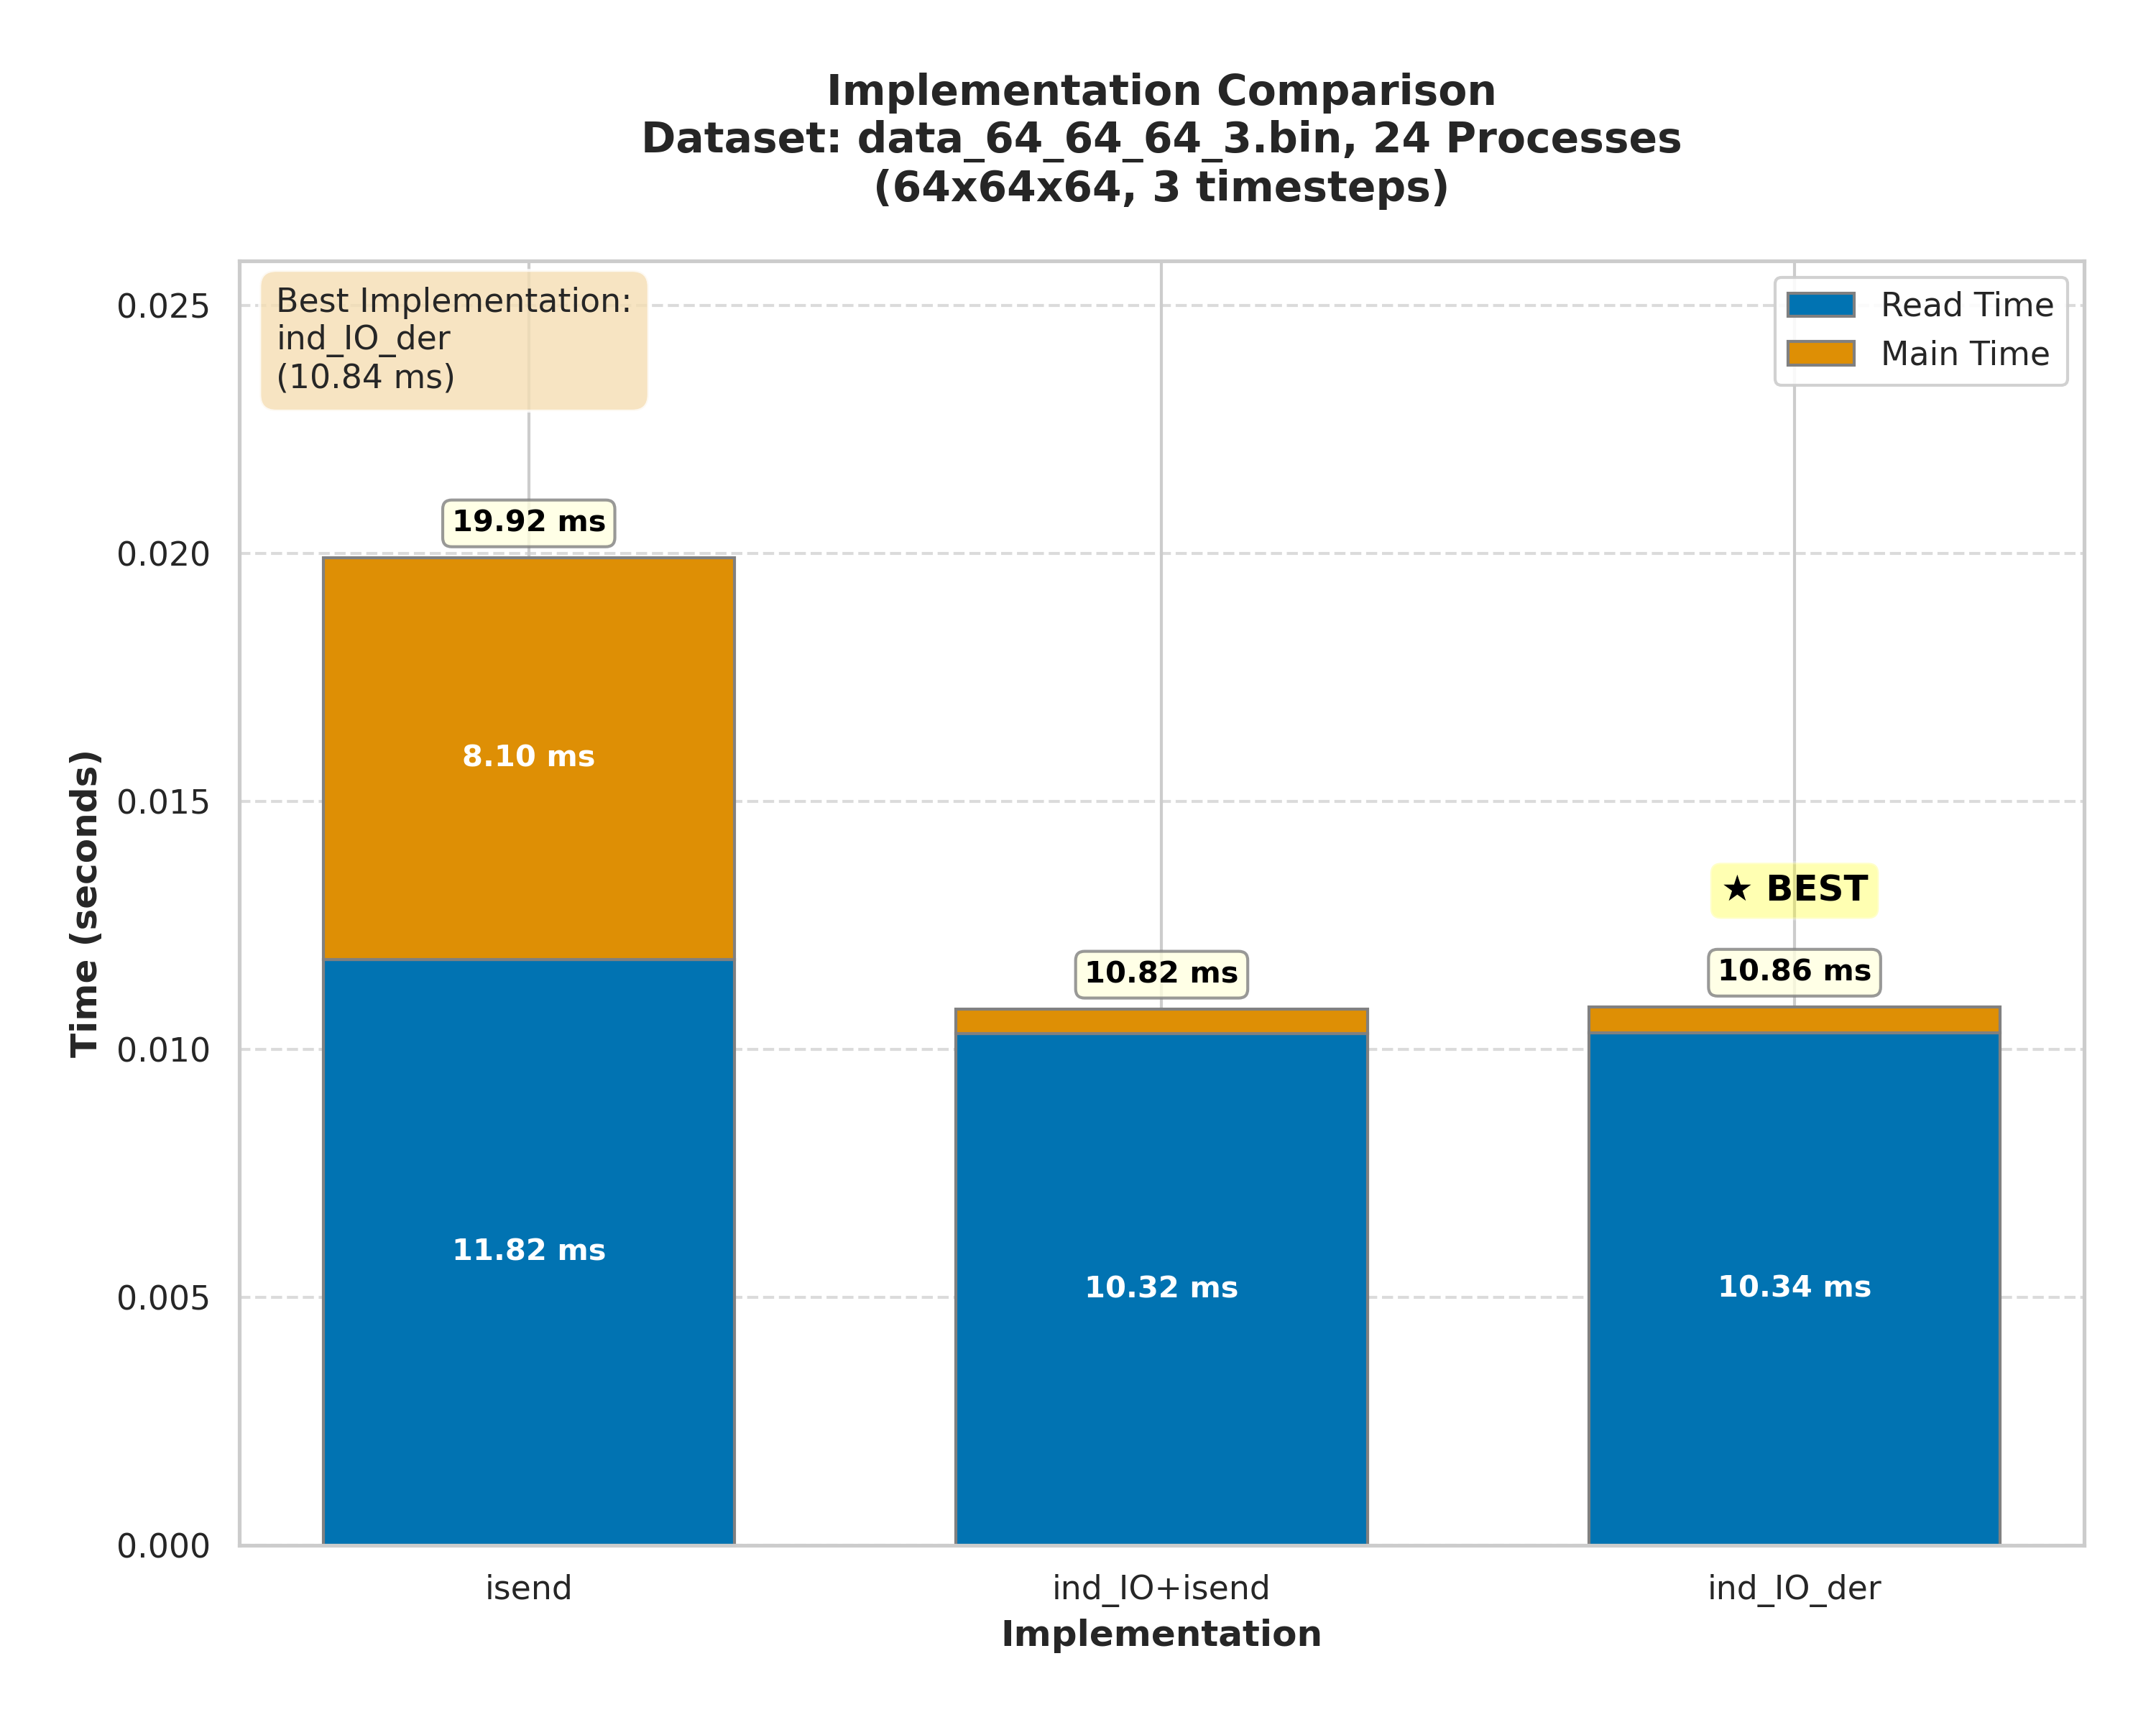 Implementation Comparison
Dataset: data_64_64_64_3.bin, 24 Processes
(64x64x64, 3 timesteps)
Best Implementation:
ind_IO_der
(10.84 ms)
Read Time
Main Time
Time (seconds)
0.025
0.020
0.015
0.010
0.005
0.000
19.92 ms
8.10 ms
11.82 ms
10.82 ms
10.32 ms
★ BEST
10.86 ms
10.34 ms
isend
ind_IO+isend
ind_IO_der
Implementation